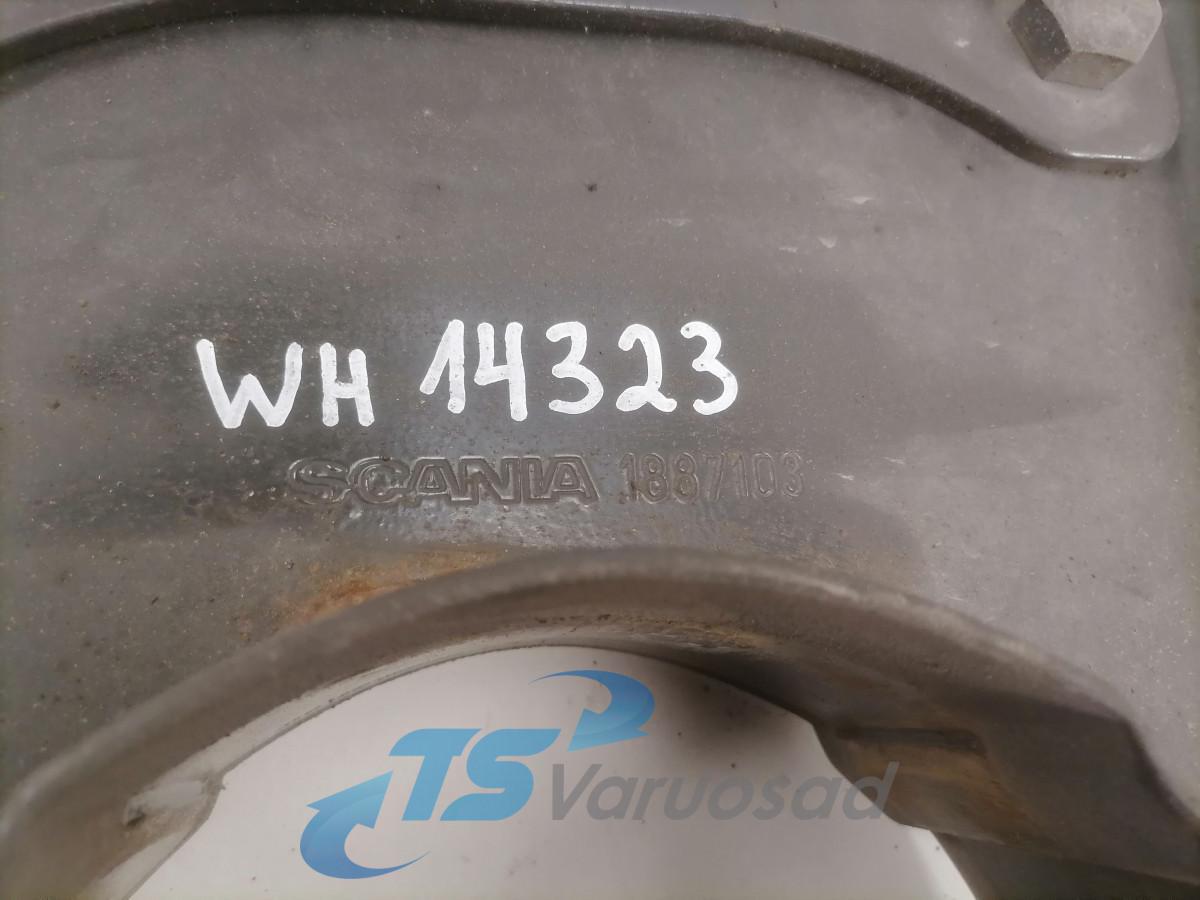 WH 14323
SCANIA 1887103
TS Varuosad